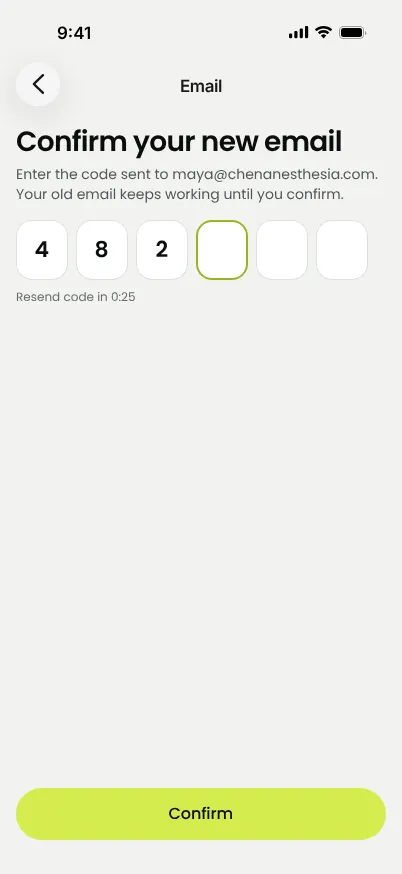 9:41
Email
Confirm your new email
Enter the code sent to maya@chenanesthesia.com.
Your old email keeps working until you confirm.
4 8 2
Resend code in 0:25
Confirm